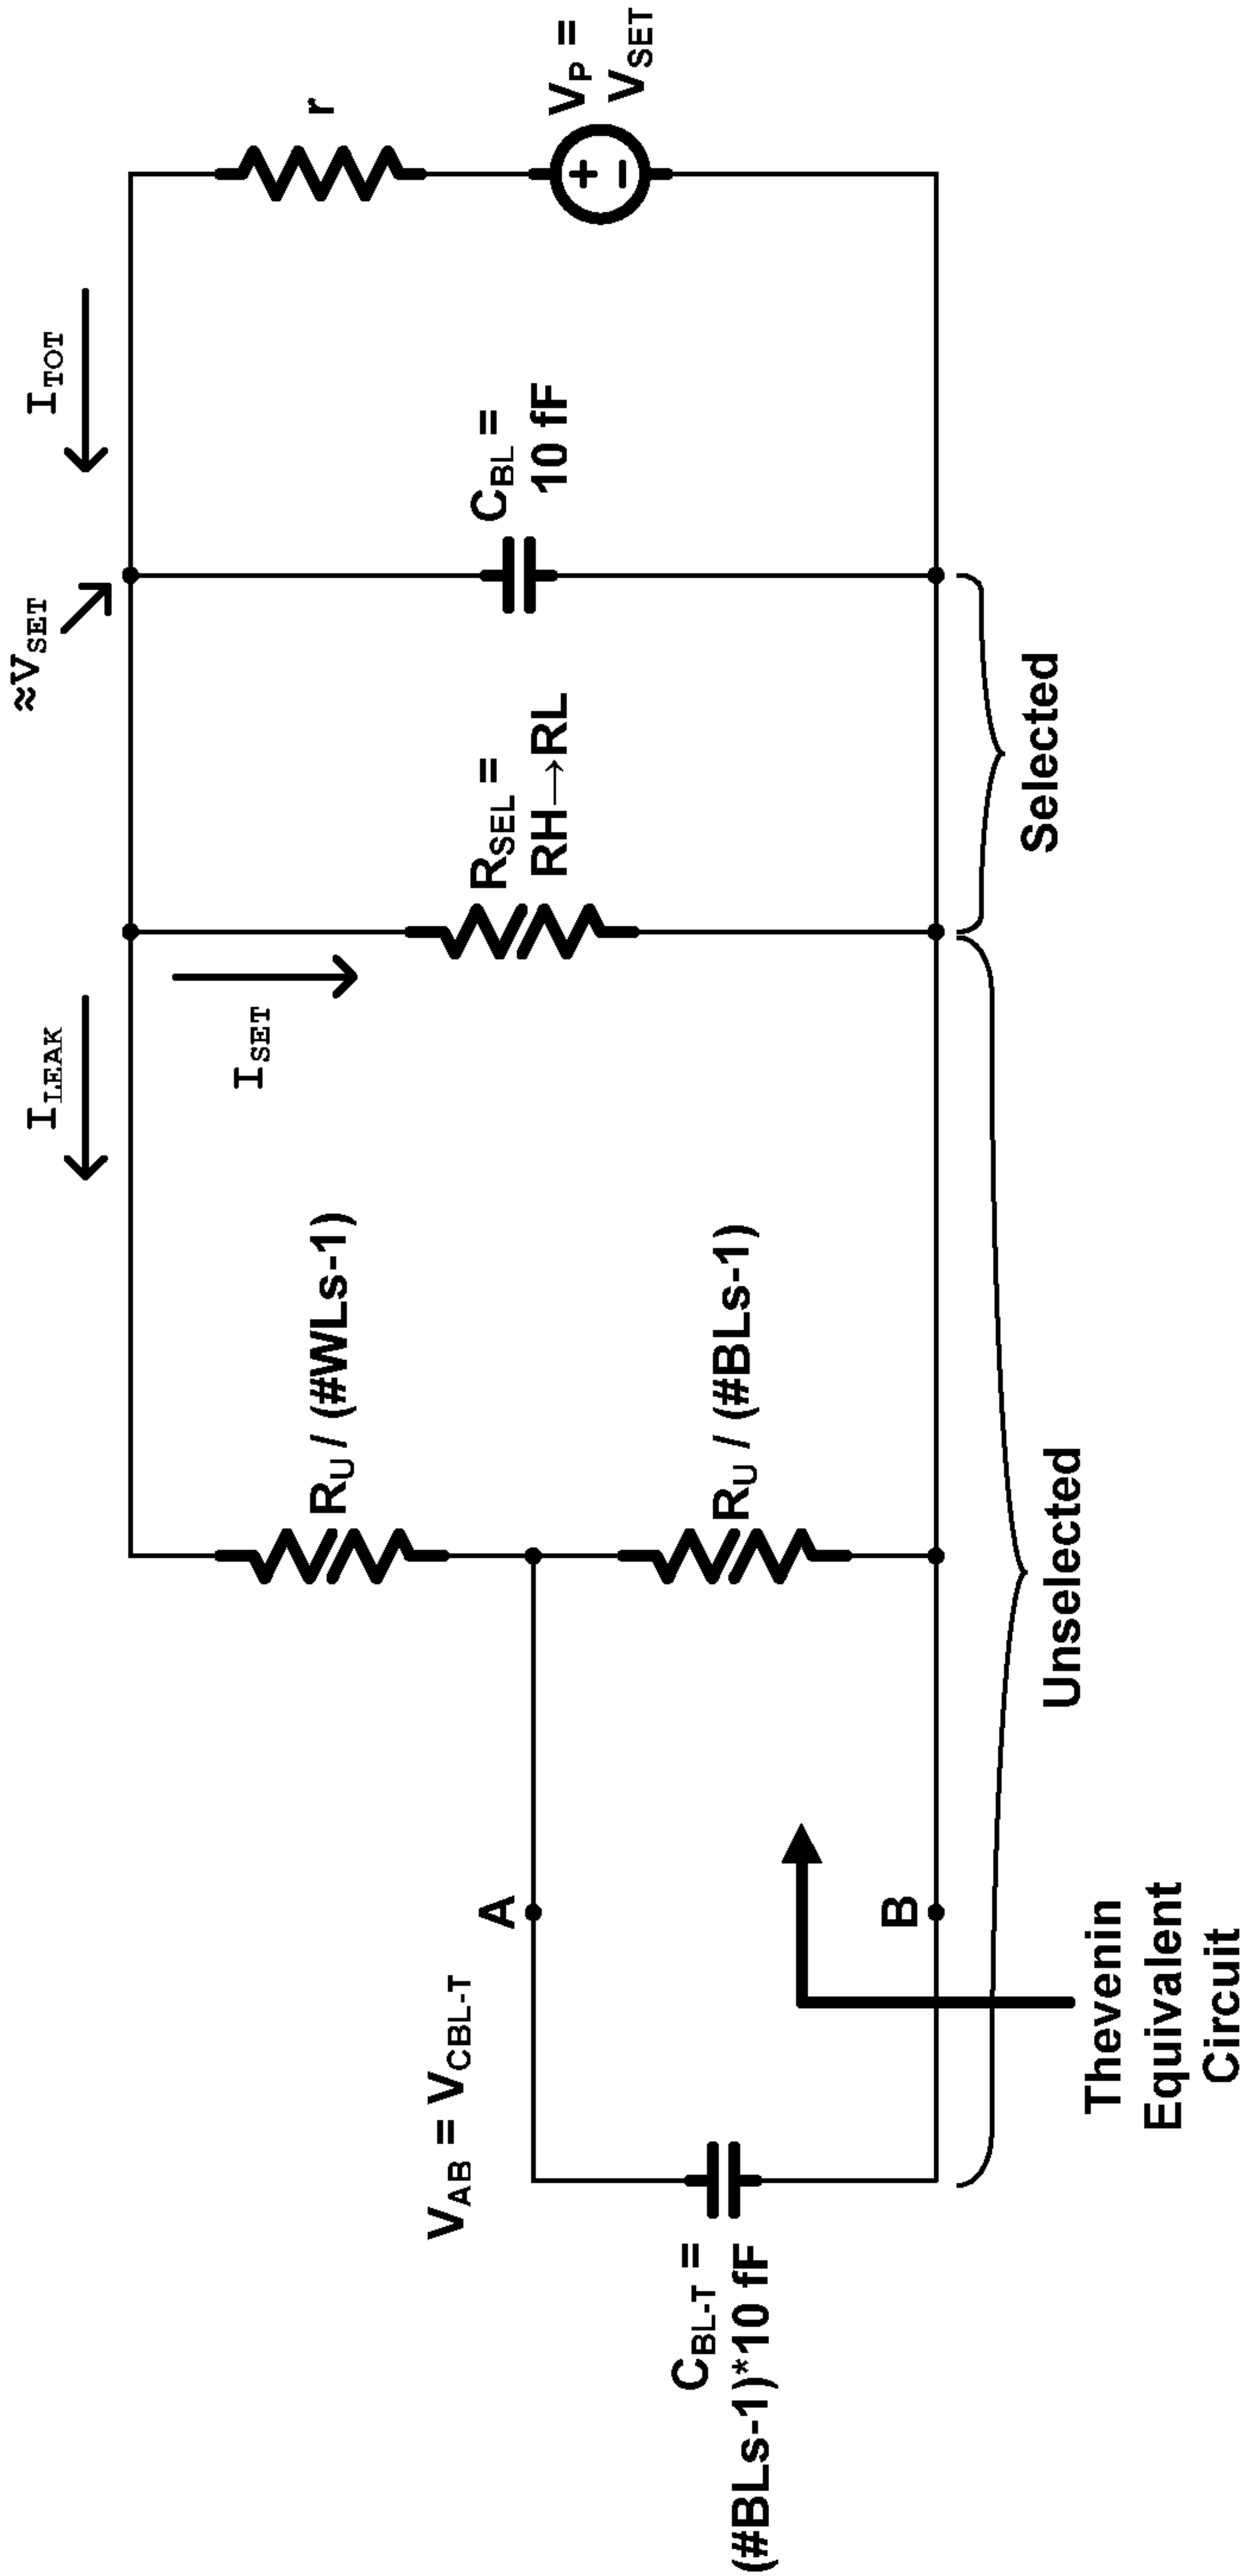 ≈V_SET
I_LEAK
I_TOT
I_SET
r
R_U / (#WLs-1)
R_U / (#BLs-1)
R_SEL =
RH→RL
C_BL =
10 fF
V_P =
V_SET
+
−
V_AB = V_CBL-T
A
B
C_BL-T =
(#BLs-1)*10 fF
Thevenin
Equivalent
Circuit
Unselected
Selected